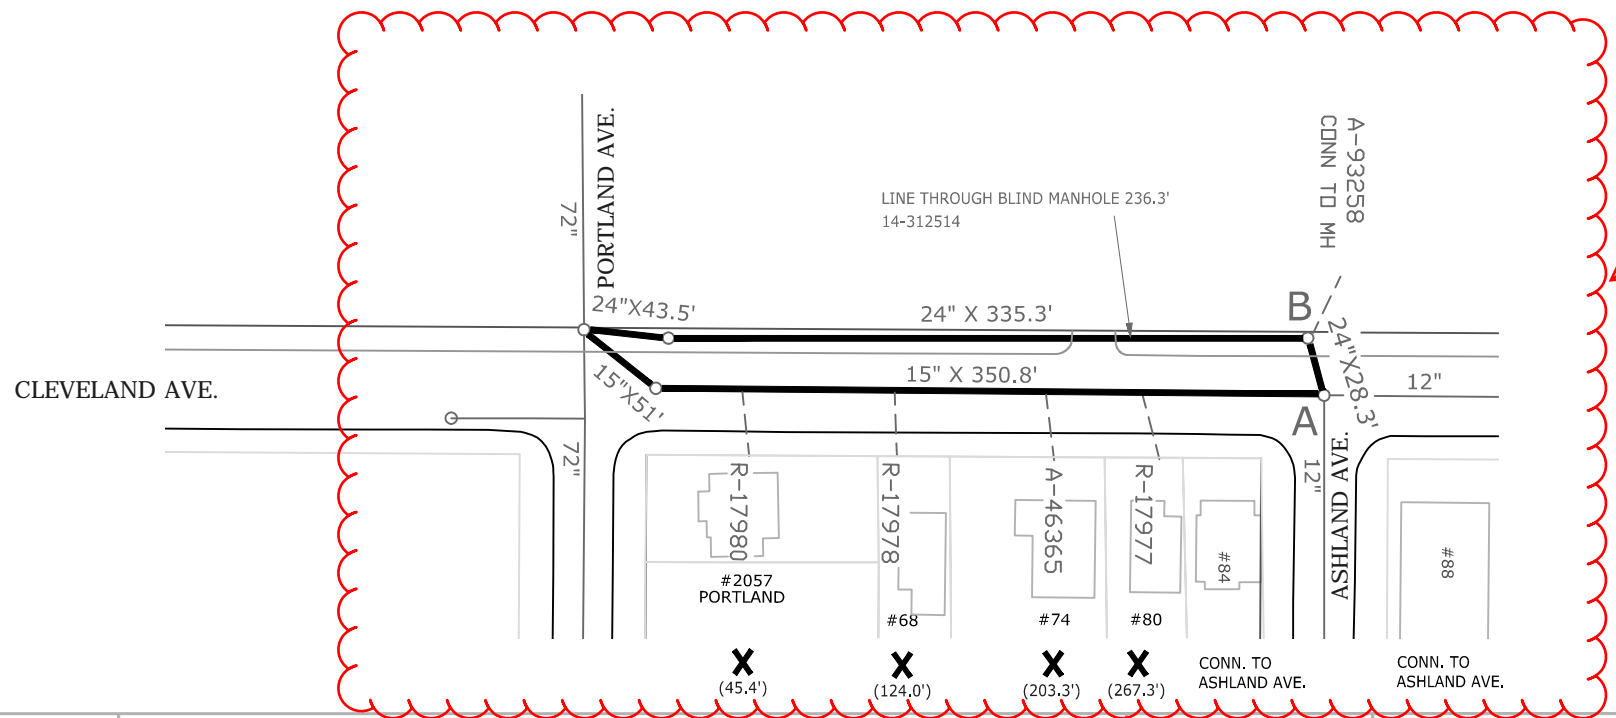 A-93258
CONN TO MH
PORTLAND AVE.
72"
LINE THROUGH BLIND MANHOLE 236.3'
14-312514
24"X43.5'
24" X 335.3'
B
24"X28.3'
CLEVELAND AVE.
15"X51'
15" X 350.8'
12"
A
72"
12"
ASHLAND AVE.
R-17980
R-17978
A-46365
R-17977
#84
#88
#2057
PORTLAND
#68
#74
#80
X X X X
(45.4')
(124.0')
(203.3')
(267.3')
CONN. TO
ASHLAND AVE.
CONN. TO
ASHLAND AVE.